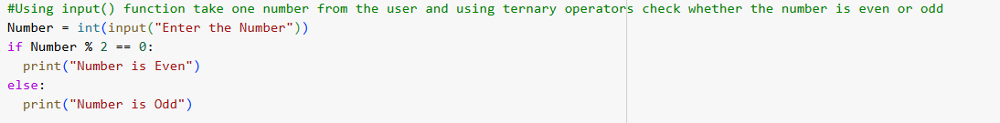 #Using input() function take one number from the user and using ternary operators check whether the number is even or odd
Number = int(input("Enter the Number"))
if Number % 2 == 0:
  print("Number is Even")
else:
  print("Number is Odd")